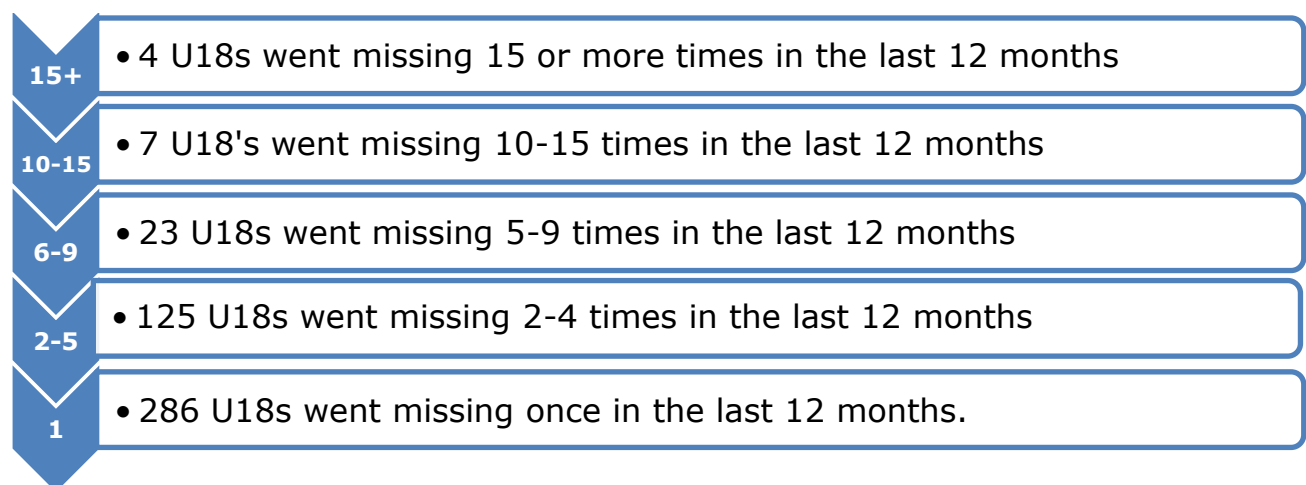 15+
• 4 U18s went missing 15 or more times in the last 12 months
10-15
• 7 U18's went missing 10-15 times in the last 12 months
6-9
• 23 U18s went missing 5-9 times in the last 12 months
2-5
• 125 U18s went missing 2-4 times in the last 12 months
1
• 286 U18s went missing once in the last 12 months.